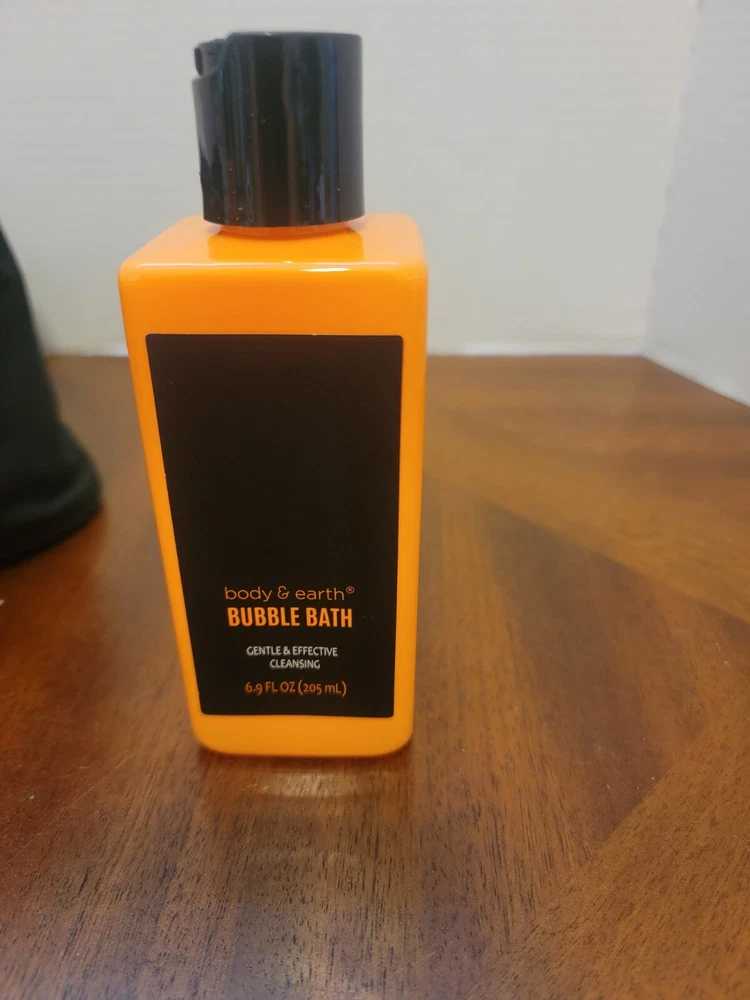 body & earth®
BUBBLE BATH
GENTLE & EFFECTIVE
CLEANSING
6.9 FL OZ (205 mL)